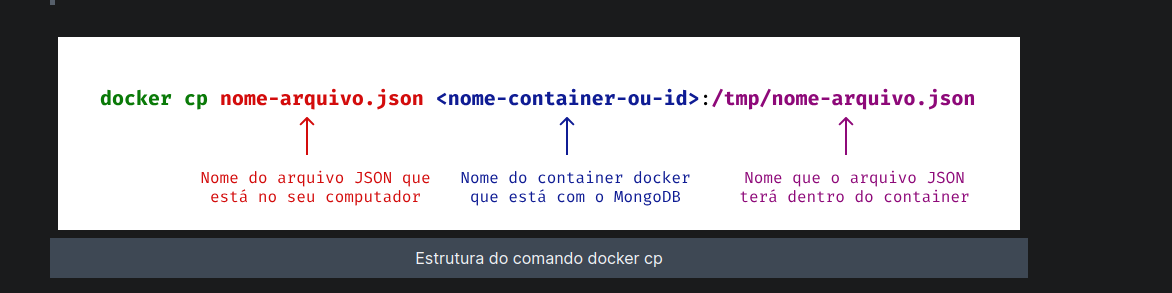 docker cp nome-arquivo.json <nome-container-ou-id>:/tmp/nome-arquivo.json
Nome do arquivo JSON que
está no seu computador
Nome do container docker
que está com o MongoDB
Nome que o arquivo JSON
terá dentro do container
Estrutura do comando docker cp